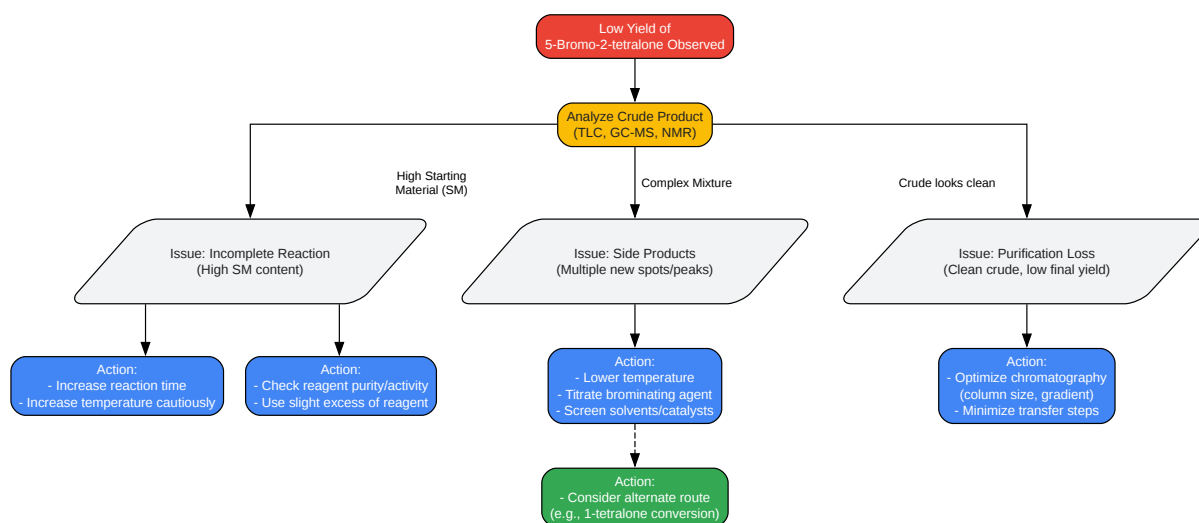 Low Yield of
5-Bromo-2-tetralone Observed
Analyze Crude Product
(TLC, GC-MS, NMR)
High Starting
Material (SM)
Complex Mixture
Crude looks clean
Issue: Incomplete Reaction
(High SM content)
Issue: Side Products
(Multiple new spots/peaks)
Issue: Purification Loss
(Clean crude, low final yield)
Action:
- Increase reaction time
- Increase temperature cautiously
Action:
- Check reagent purity/activity
- Use slight excess of reagent
Action:
- Lower temperature
- Titrate brominating agent
- Screen solvents/catalysts
Action:
- Optimize chromatography
(column size, gradient)
- Minimize transfer steps
Action:
- Consider alternate route
(e.g., 1-tetralone conversion)